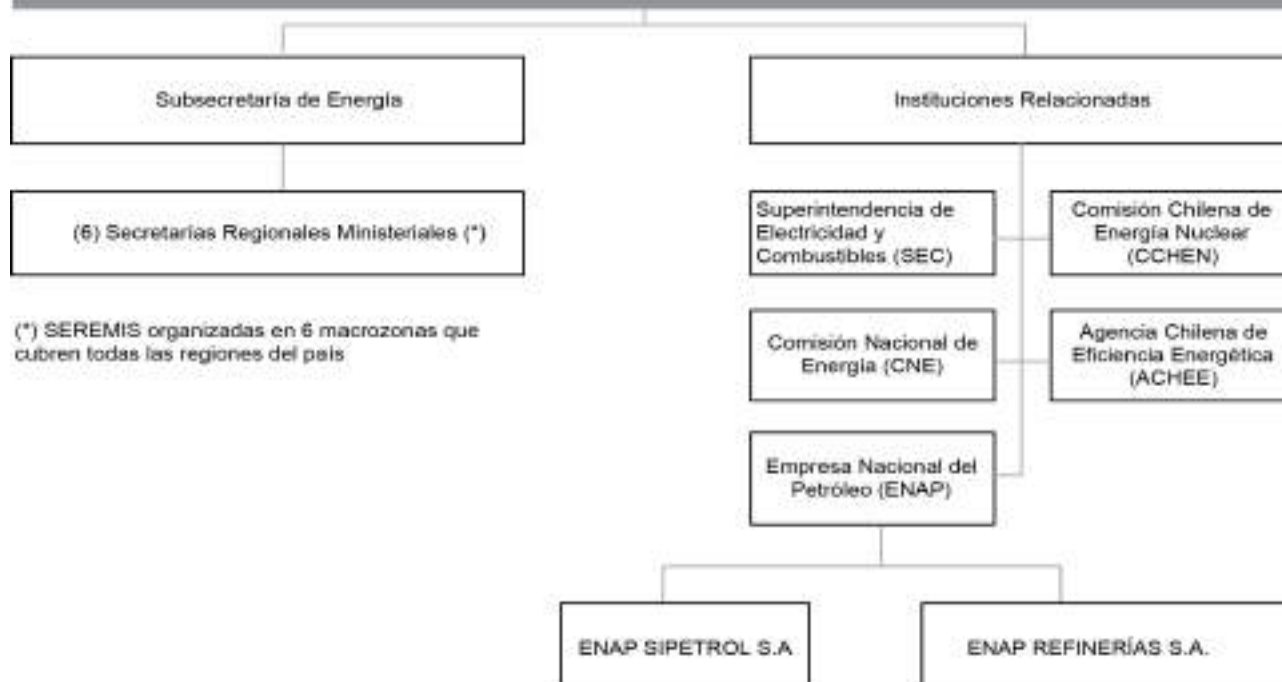 Subsecretaría de Energía
Instituciones Relacionadas
(6) Secretarías Regionales Ministeriales (*)
Superintendencia de
Electricidad y
Combustibles (SEC)
Comisión Chilena de
Energía Nuclear
(CCHEN)
(*) SEREMIS organizadas en 6 macrozonas que
cubren todas las regiones del país
Comisión Nacional de
Energía (CNE)
Agencia Chilena de
Eficiencia Energética
(ACHEE)
Empresa Nacional del
Petróleo (ENAP)
ENAP SIPETROL S.A
ENAP REFINERÍAS S.A.